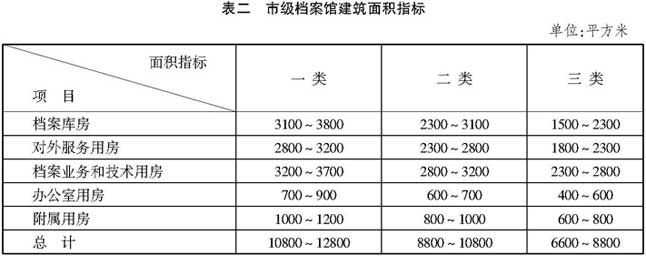 表二 市级档案馆建筑面积指标
单位:平方米
面积指标
项 目
一 类 二 类 三 类
档案库房 3100～3800 2300～3100 1500～2300
对外服务用房 2800～3200 2300～2800 1800～2300
档案业务和技术用房 3200～3700 2800～3200 2300～2800
办公室用房 700～900 600～700 400～600
附属用房 1000～1200 800～1000 600～800
总 计 10800～12800 8800～10800 6600～8800